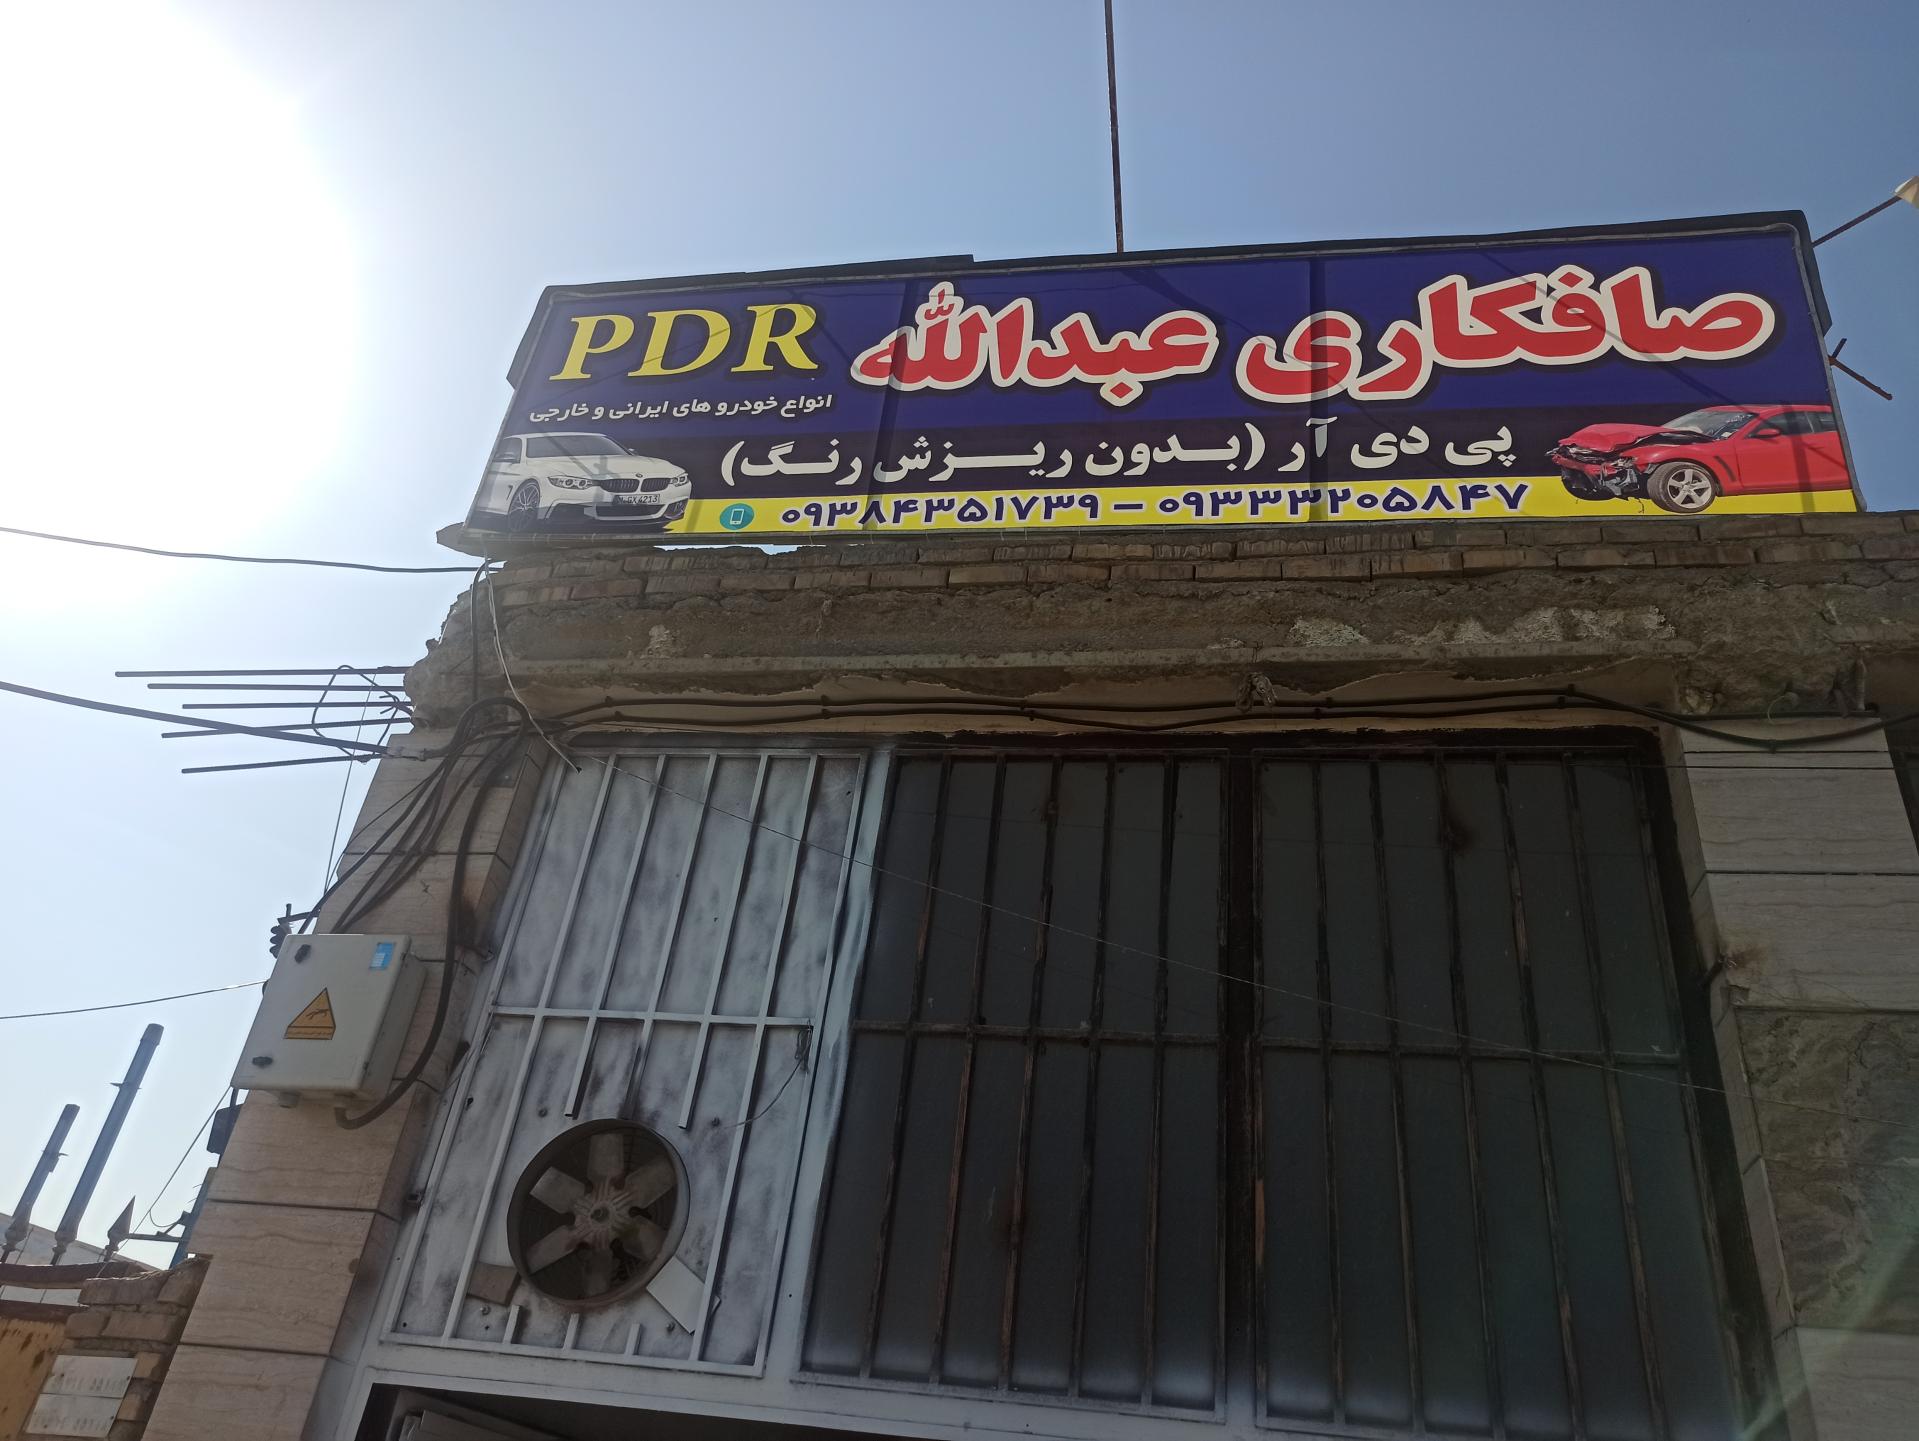 صافکاری عبدالله PDR
انواع خودرو های ایرانی و خارجی
پی دی آر (بدون ریزش رنگ)
۰۹۳۸۴۳۵۱۷۳۹ – ۰۹۳۳۳۲۰۵۸۴۷